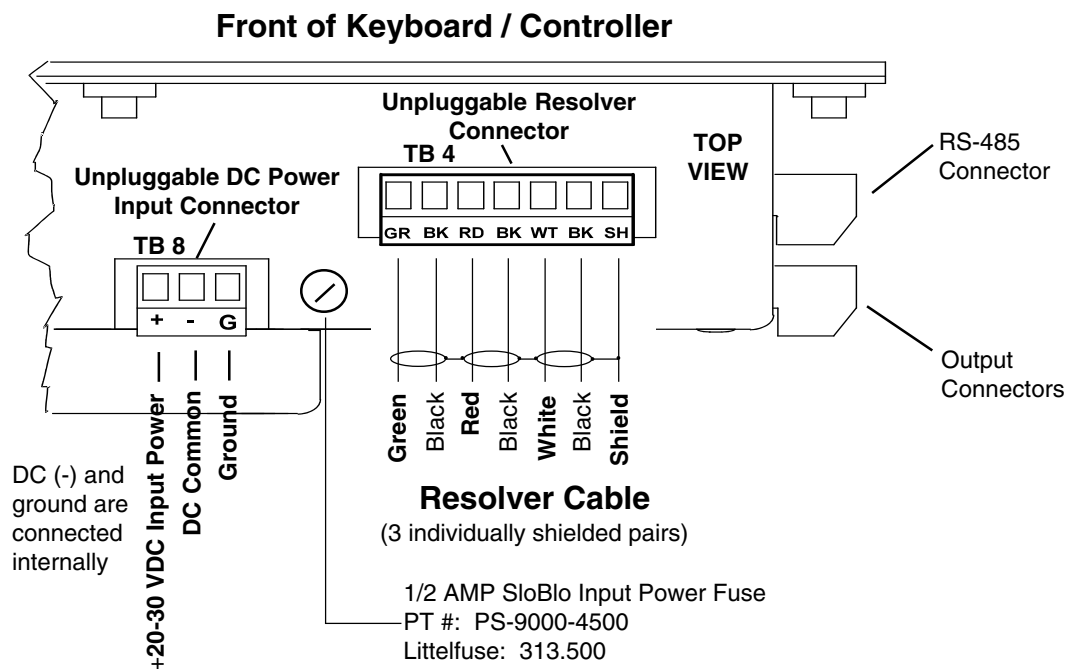 Front of Keyboard / Controller
Unpluggable Resolver
Connector
TB 4
TOP
VIEW
RS-485
Connector
Unpluggable DC Power
Input Connector
TB 8
GR BK RD BK WT BK SH
+ - G
Output
Connectors
Green
Black
Red
Black
White
Black
Shield
+20-30 VDC Input Power
DC Common
Ground
DC (-) and
ground are
connected
internally
Resolver Cable
(3 individually shielded pairs)
1/2 AMP SloBlo Input Power Fuse
PT #: PS-9000-4500
Littelfuse: 313.500